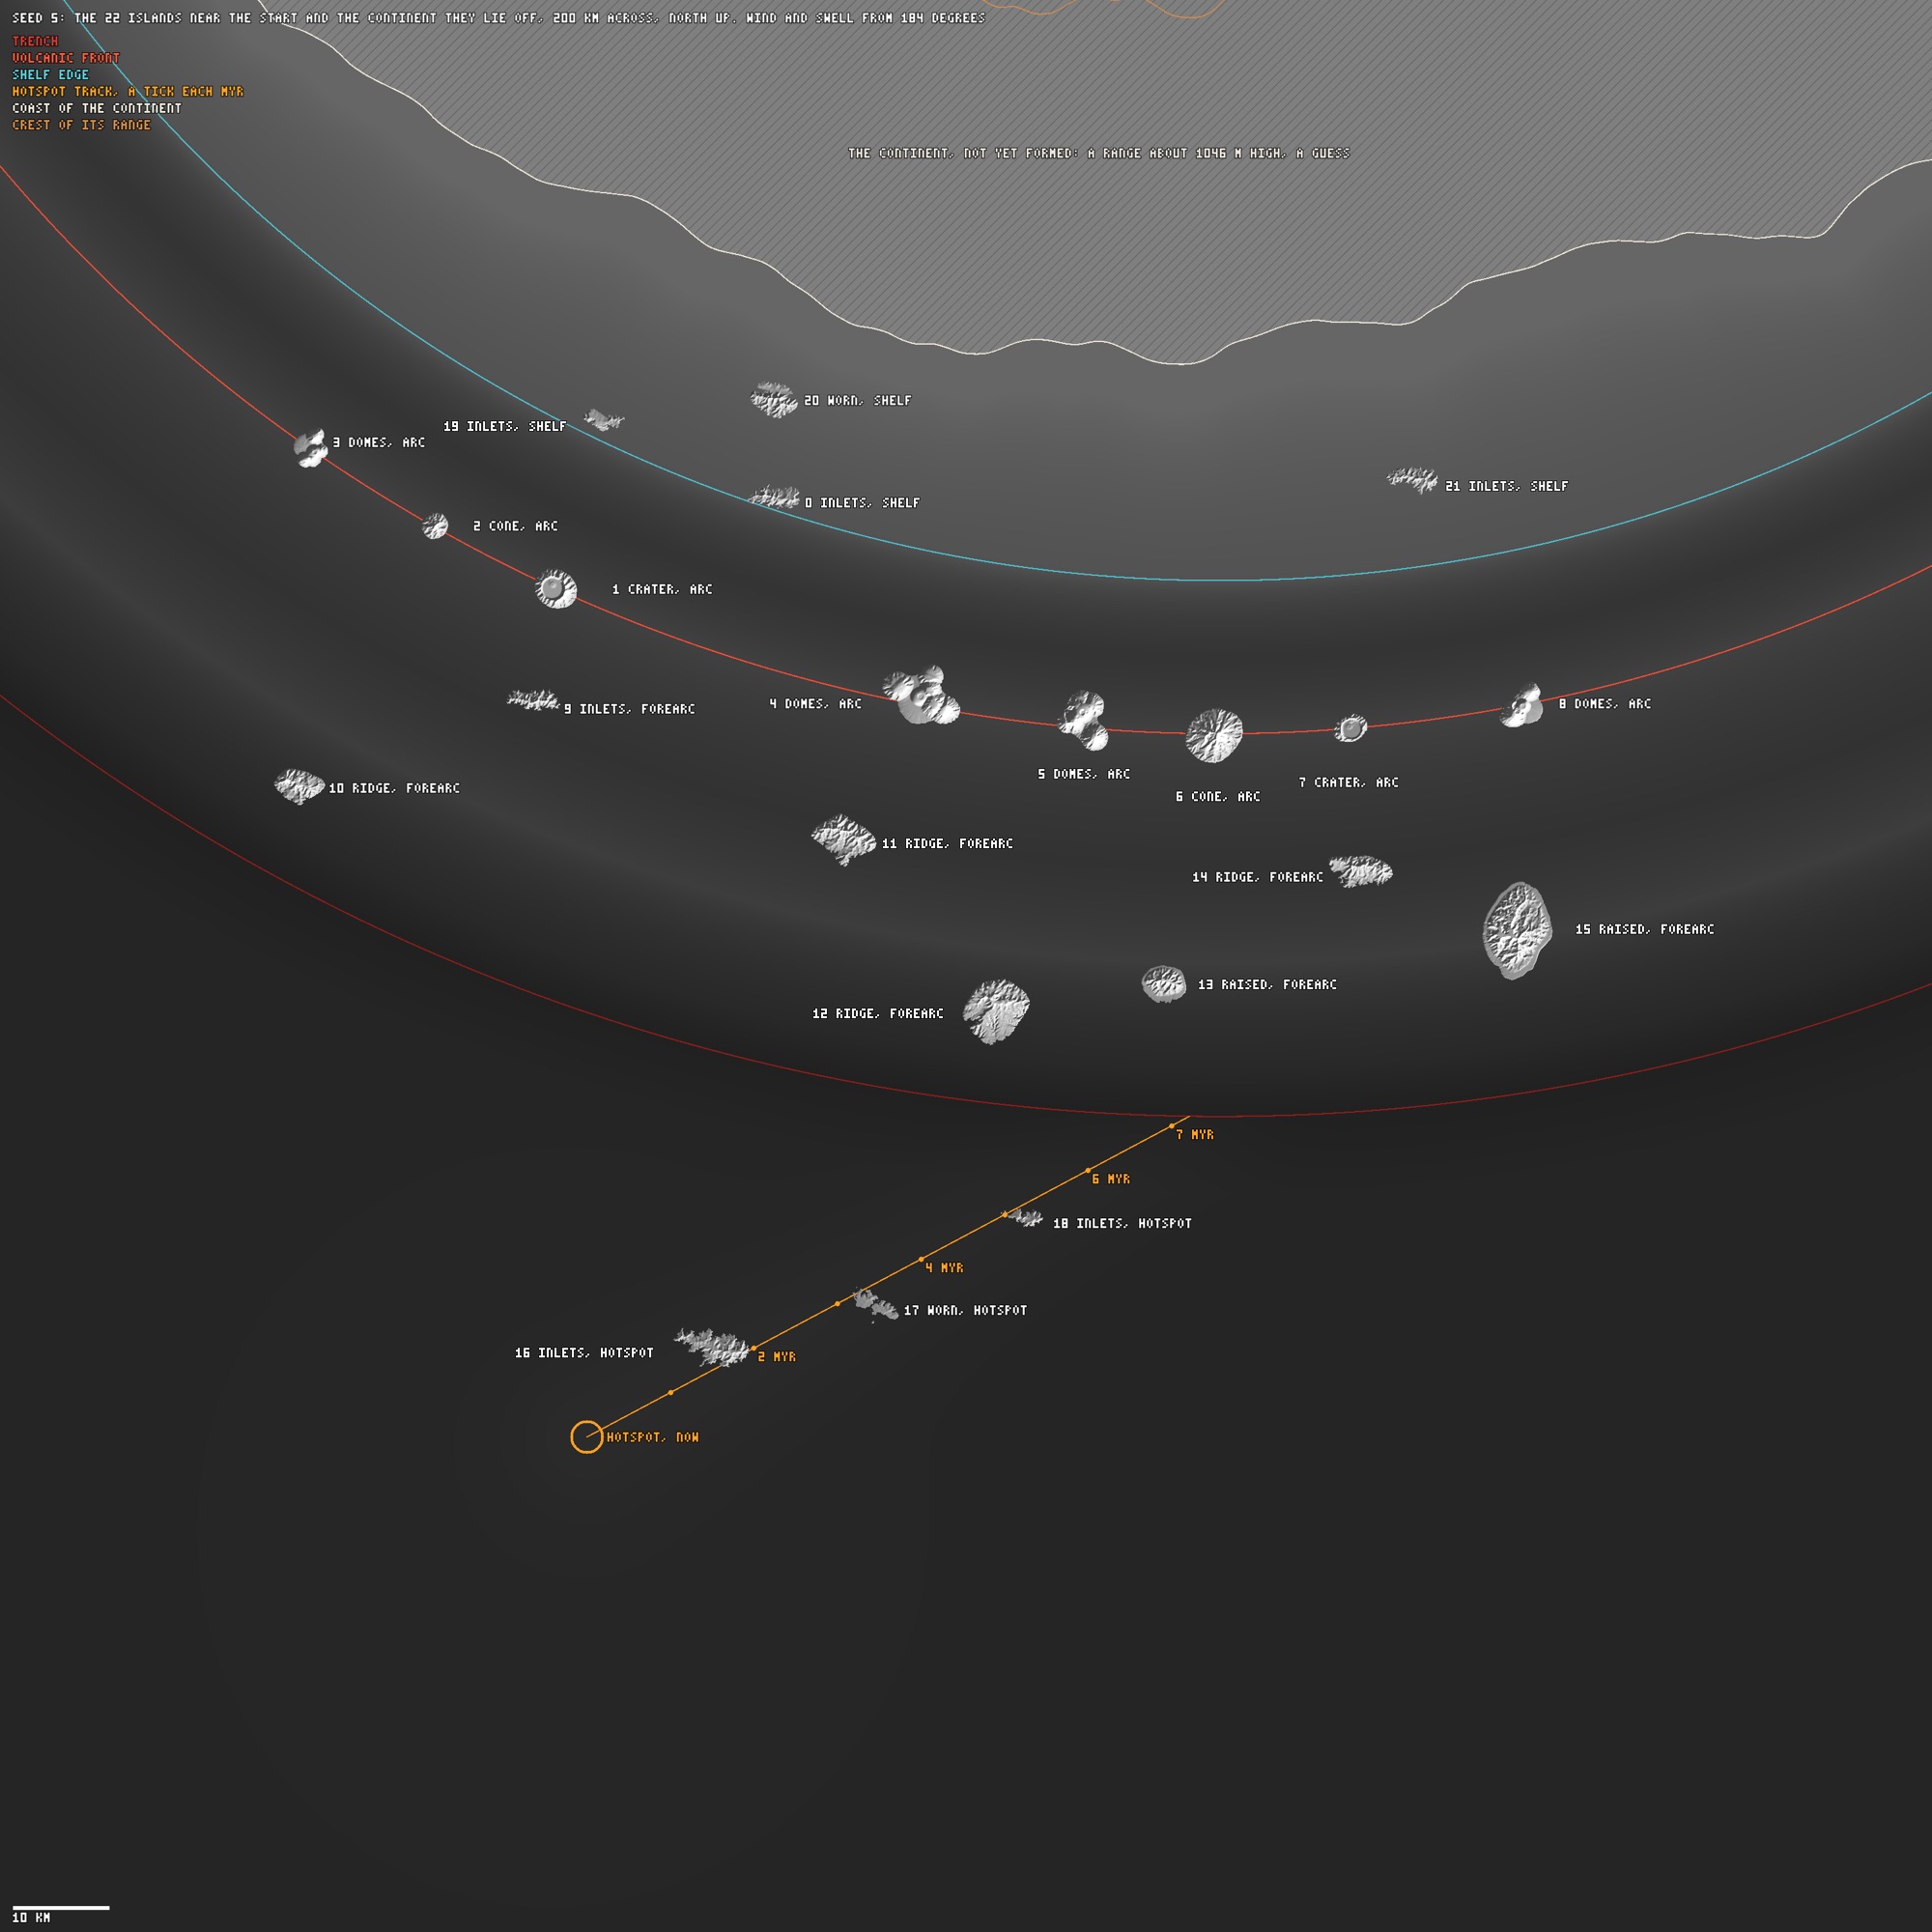 SEED 5: THE 22 ISLANDS NEAR THE START AND THE CONTINENT THEY LIE OFF, 200 KM ACROSS, NORTH UP. WIND AND SWELL FROM 184 DEGREES
TRENCH
VOLCANIC FRONT
SHELF EDGE
HOTSPOT TRACK, A TICK EACH MYR
COAST OF THE CONTINENT
CREST OF ITS RANGE
THE CONTINENT, NOT YET FORMED: A RANGE ABOUT 1046 M HIGH, A GUESS
20 WORN, SHELF
19 INLETS, SHELF
3 DOMES, ARC
21 INLETS, SHELF
0 INLETS, SHELF
2 CONE, ARC
1 CRATER, ARC
9 INLETS, FOREARC
4 DOMES, ARC
8 DOMES, ARC
5 DOMES, ARC
7 CRATER, ARC
6 CONE, ARC
10 RIDGE, FOREARC
11 RIDGE, FOREARC
14 RIDGE, FOREARC
15 RAISED, FOREARC
13 RAISED, FOREARC
12 RIDGE, FOREARC
7 MYR
6 MYR
18 INLETS, HOTSPOT
4 MYR
17 WORN, HOTSPOT
16 INLETS, HOTSPOT
2 MYR
HOTSPOT, NOW
10 KM